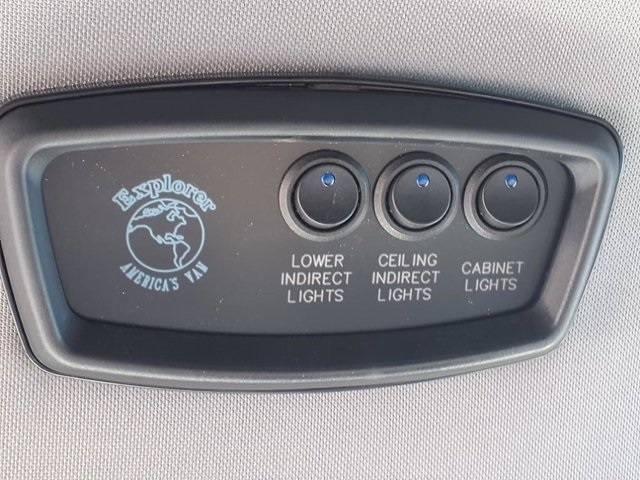 Explorer
AMERICA'S VAN
LOWER
INDIRECT
LIGHTS
CEILING
INDIRECT
LIGHTS
CABINET
LIGHTS